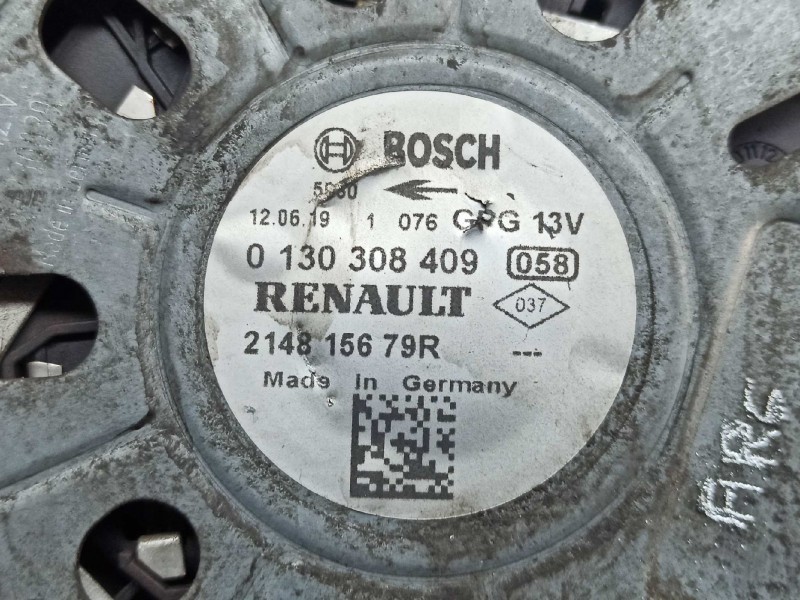 BOSCH
12.06.19 1 076 GPG 13V
0 130 308 409 058
RENAULT 037
2148 156 79R ---
Made in Germany
ARC